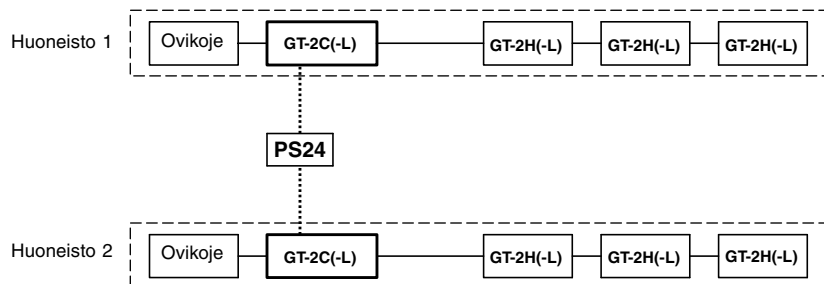 Huoneisto 1
Ovikoje
GT-2C(-L)
GT-2H(-L)
GT-2H(-L)
GT-2H(-L)
PS24
Huoneisto 2
Ovikoje
GT-2C(-L)
GT-2H(-L)
GT-2H(-L)
GT-2H(-L)